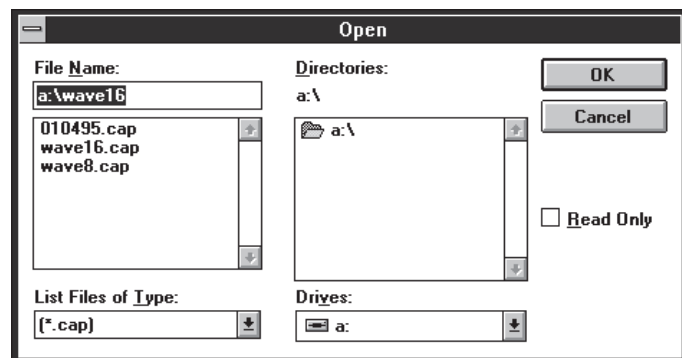 Open
File Name:
a:\wave16
010495.cap
wave16.cap
wave8.cap
List Files of Type:
(*.cap)
Directories:
a:\
a:\
Drives:
a:
OK
Cancel
Read Only